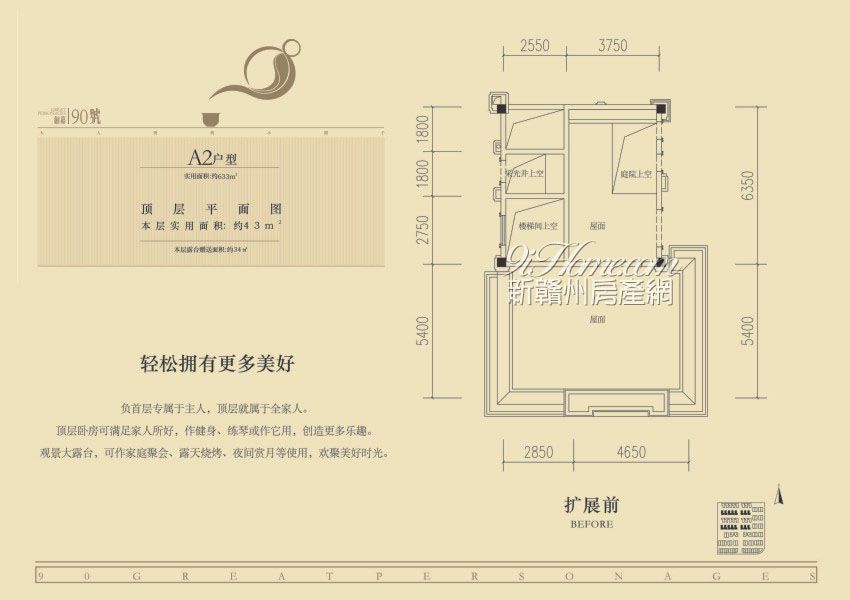 90號
A2户型
实用面积:约633m²
顶层平面图
本层实用面积: 约43m²
本层露台赠送面积:约34㎡
轻松拥有更多美好
负首层专属于主人，顶层就属于全家人。
顶层卧房可满足家人所好，作健身、练琴或作它用，创造更多乐趣。
观景大露台，可作家庭聚会、露天烧烤、夜间赏月等使用，欢聚美好时光。
2550 3750
1800
1800
2750
5400
6350
5400
采光井上空
庭院上空
楼梯间上空
屋面
9iHome.com
新赣州房產網
屋面
2850 4650
扩展前
BEFORE
90GREATPERSONAGES